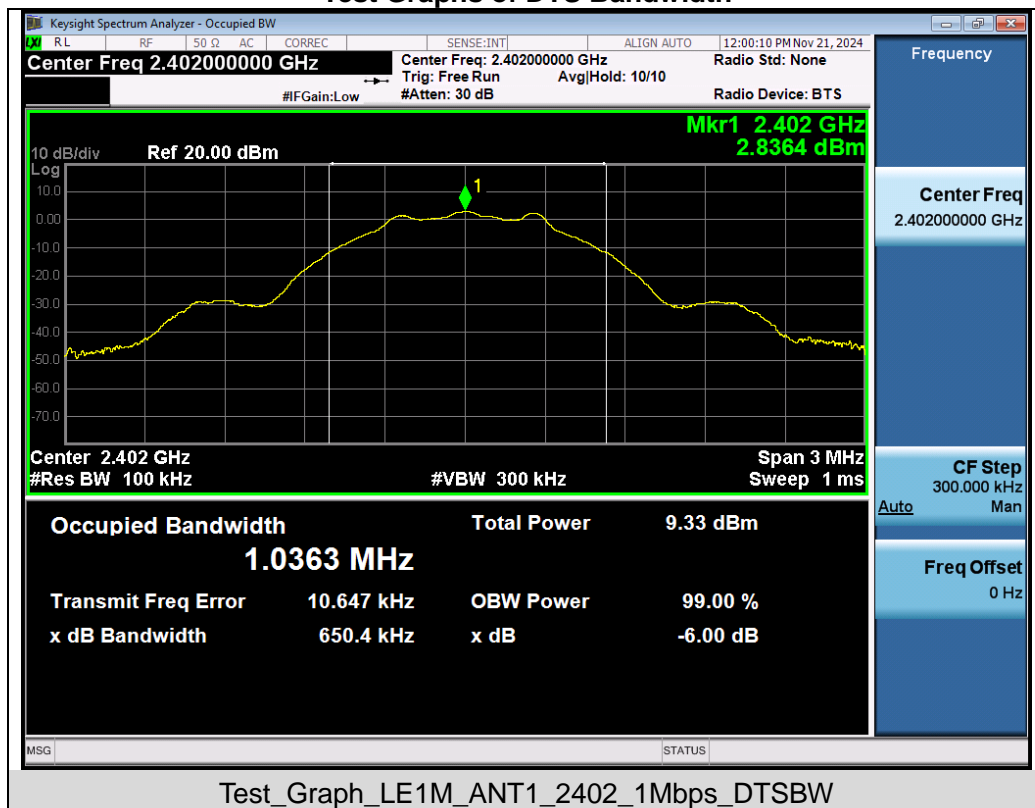 Test Graphs of DTS Bandwidth
Keysight Spectrum Analyzer - Occupied BW
LXI RL RF 50 Ω AC CORREC SENSE:INT ALIGN AUTO 12:00:10 PM Nov 21, 2024
Center Freq 2.402000000 GHz
Center Freq: 2.402000000 GHz
Radio Std: None
Trig: Free Run Avg|Hold: 10/10
#IFGain:Low #Atten: 30 dB Radio Device: BTS
Mkr1 2.402 GHz
2.8364 dBm
10 dB/div Ref 20.00 dBm
Log
10.0
0.00
-10.0
-20.0
-30.0
-40.0
-50.0
-60.0
-70.0
1
Center 2.402 GHz Span 3 MHz
#Res BW 100 kHz #VBW 300 kHz Sweep 1 ms
Occupied Bandwidth Total Power 9.33 dBm
1.0363 MHz
Transmit Freq Error 10.647 kHz OBW Power 99.00 %
x dB Bandwidth 650.4 kHz x dB -6.00 dB
MSG STATUS
Frequency
Center Freq
2.402000000 GHz
CF Step
300.000 kHz
Auto Man
Freq Offset
0 Hz
Test_Graph_LE1M_ANT1_2402_1Mbps_DTSBW